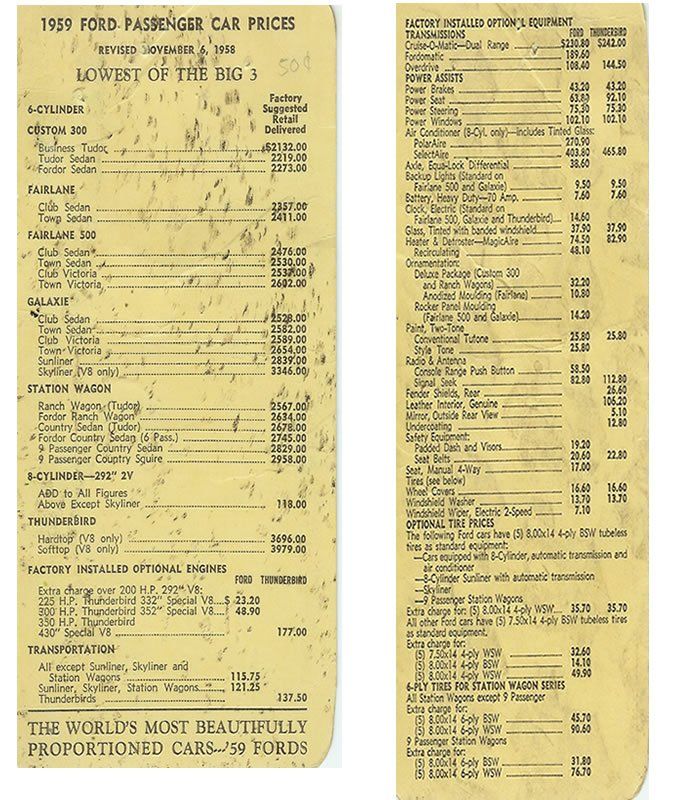 1959 FORD PASSENGER CAR PRICES
REVISED NOVEMBER 6, 1958
LOWEST OF THE BIG 3
50¢
Factory
Suggested
Retail
Delivered
6-CYLINDER
CUSTOM 300
Business Tudor $2132.00
Tudor Sedan 2219.00
Fordor Sedan 2273.00
FAIRLANE
Club Sedan 2357.00
Town Sedan 2411.00
FAIRLANE 500
Club Sedan 2476.00
Town Sedan 2530.00
Club Victoria 2537.00
Town Victoria 2602.00
GALAXIE
Club Sedan 2528.00
Town Sedan 2582.00
Club Victoria 2589.00
Town Victoria 2654.00
Sunliner 2839.00
Skyliner (V8 only) 3346.00
STATION WAGON
Ranch Wagon (Tudor) 2567.00
Fordor Ranch Wagon 2634.00
Country Sedan (Tudor) 2678.00
Fordor Country Sedan (6 Pass.) 2745.00
9 Passenger Country Sedan 2829.00
9 Passenger Country Sguire 2958.00
8-CYLINDER—292" 2V
ADD to All Figures
Above Except Skyliner 118.00
THUNDERBIRD
Hardtop (V8 only) 3696.00
Softtop (V8 only) 3979.00
FACTORY INSTALLED OPTIONAL ENGINES
FORD THUNDERBIRD
Extra charge over 200 H.P. 292" V8:
225 H.P. Thunderbird 332" Special V8 $ 23.20
300 H.P. Thunderbird 352" Special V8 48.90
350 H.P. Thunderbird
430" Special V8 177.00
TRANSPORTATION
All except Sunliner, Skyliner and
Station Wagons 115.75
Sunliner, Skyliner, Station Wagons 121.25
Thunderbirds 137.50
THE WORLD'S MOST BEAUTIFULLY
PROPORTIONED CARS—'59 FORDS
FACTORY INSTALLED OPTION'L EQUIPMENT
TRANSMISSIONS FORD THUNDERBIRD
Cruise-O-Matic—Dual Range $230.80 $242.00
Fordomatic 189.60
Overdrive 108.40 144.50
POWER ASSISTS
Power Brakes 43.20 43.20
Power Seat 63.80 92.10
Power Steering 75.30 75.30
Power Windows 102.10 102.10
Air Conditioner (8-Cyl. only)—includes Tinted Glass:
PolarAire 270.90
SelectAire 403.80 465.80
Axle, Equa-Lock Differential 38.60
Backup Lights (Standard on
Fairlane 500 and Galaxie) 9.50 9.50
Battery, Heavy Duty—70 Amp. 7.60 7.60
Clock, Electric (Standard on
Fairlane 500, Galaxie and Thunderbird) 14.60
Glass, Tinted with banded windshield 37.90 37.90
Heater & Defroster—MagicAire 74.50 82.90
Recirculating 48.10
Ornamentation:
Deluxe Package (Custom 300
and Ranch Wagons) 32.20
Anodized Moulding (Fairlane) 10.80
Rocker Panel Moulding
(Fairlane 500 and Galaxie) 14.20
Paint, Two-Tone
Conventional Tutone 25.80 25.80
Style Tone 25.80
Radio & Antenna
Console Range Push Button 58.50
Signal Seek 82.80 112.80
Fender Shields, Rear 26.60
Leather Interior, Genuine 106.20
Mirror, Outside Rear View 5.10
Undercoating 12.80
Safety Equipment:
Padded Dash and Visors 19.20
Seat Belts 20.60 22.80
Seat, Manual 4-Way 17.00
Tires (see below)
Wheel Covers 16.60 16.60
Windshield Washer 13.70 13.70
Windshield Wiper, Electric 2-Speed 7.10
OPTIONAL TIRE PRICES
The following Ford cars have (5) 8.00x14 4-ply BSW tubeless
tires as standard equipment:
—Cars equipped with 8-Cylinder, automatic transmission and
air conditioner
—8-Cylinder Sunliner with automatic transmission
—Skyliner
—9 Passenger Station Wagons
Extra charge for: (5) 8.00x14 4-ply WSW 35.70 35.70
All other Ford cars have (5) 7.50x14 4-ply BSW tubeless tires
as standard equipment.
Extra charge for:
(5) 7.50x14 4-ply WSW 32.60
(5) 8.00x14 4-ply BSW 14.10
(5) 8.00x14 4-ply WSW 49.90
6-PLY TIRES FOR STATION WAGON SERIES
All Station Wagons except 9 Passenger
Extra charge for:
(5) 8.00x14 6-ply BSW 45.70
(5) 8.00x14 6-ply WSW 90.60
9 Passenger Station Wagons
Extra charge for:
(5) 8.00x14 6-ply BSW 31.80
(5) 8.00x14 6-ply WSW 76.70